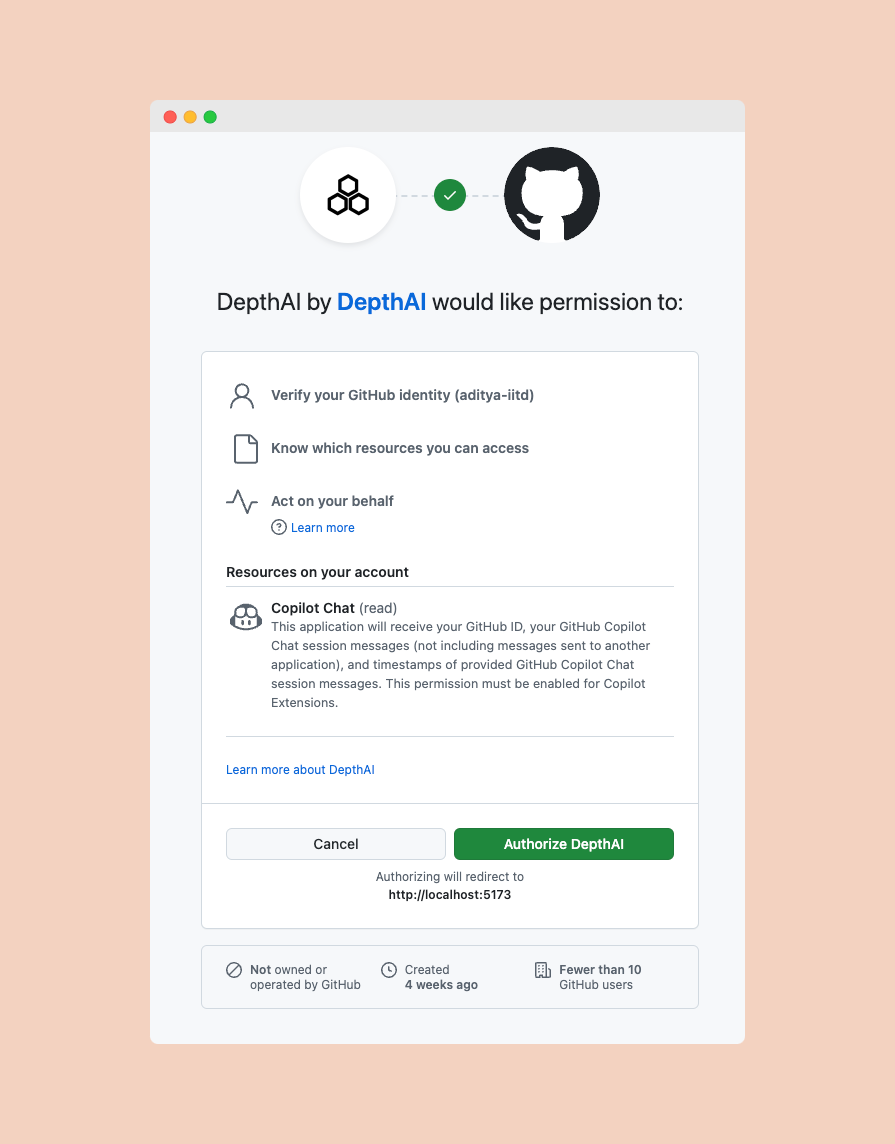 DepthAI by DepthAI would like permission to:
Verify your GitHub identity (aditya-iitd)
Know which resources you can access
Act on your behalf
Learn more
Resources on your account
Copilot Chat (read)
This application will receive your GitHub ID, your GitHub Copilot
Chat session messages (not including messages sent to another
application), and timestamps of provided GitHub Copilot Chat
session messages. This permission must be enabled for Copilot
Extensions.
Learn more about DepthAI
Cancel
Authorize DepthAI
Authorizing will redirect to
http://localhost:5173
Not owned or
operated by GitHub
Created
4 weeks ago
Fewer than 10
GitHub users